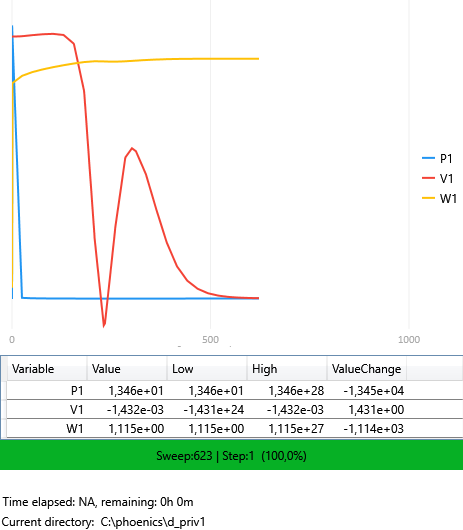 P1
V1
W1
0 500 1000
Variable Value Low High ValueChange
P1 1,346e+01 1,346e+01 1,346e+28 -1,345e+04
V1 -1,432e-03 -1,431e+24 -1,432e-03 1,431e+00
W1 1,115e+00 1,115e+00 1,115e+27 -1,114e+03
Sweep:623 | Step:1 (100,0%)
Time elapsed: NA, remaining: 0h 0m
Current directory: C:\phoenics\d_priv1